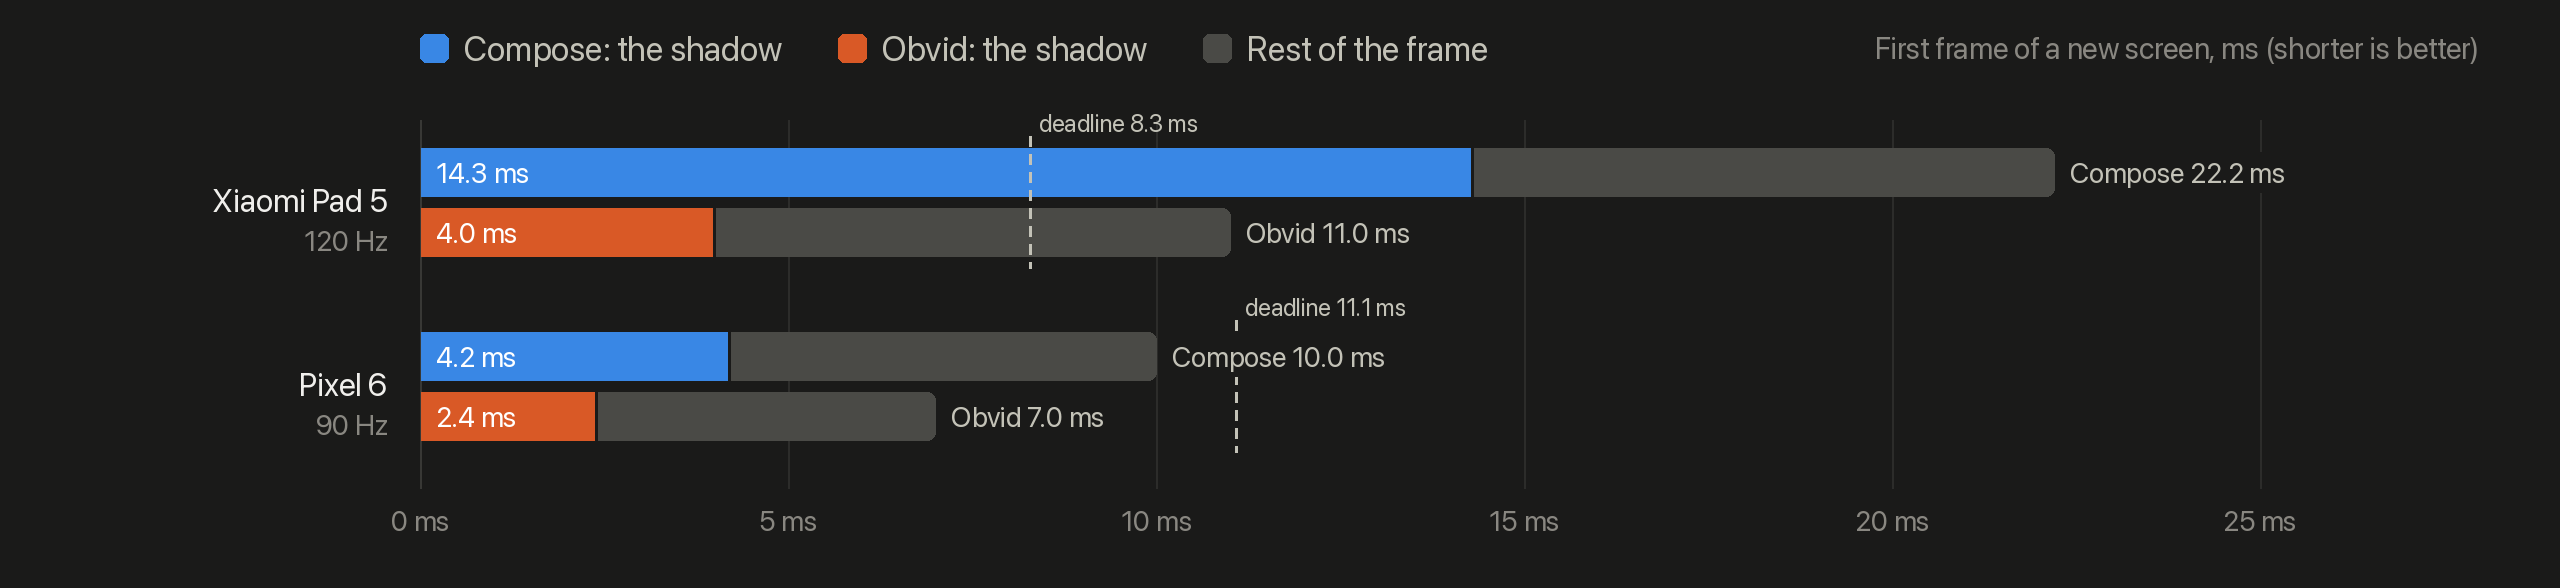 Compose: the shadow
Obvid: the shadow
Rest of the frame
First frame of a new screen, ms (shorter is better)
deadline 8.3 ms
Xiaomi Pad 5
120 Hz
14.3 ms
Compose 22.2 ms
4.0 ms
Obvid 11.0 ms
deadline 11.1 ms
Pixel 6
90 Hz
4.2 ms
Compose 10.0 ms
2.4 ms
Obvid 7.0 ms
0 ms
5 ms
10 ms
15 ms
20 ms
25 ms